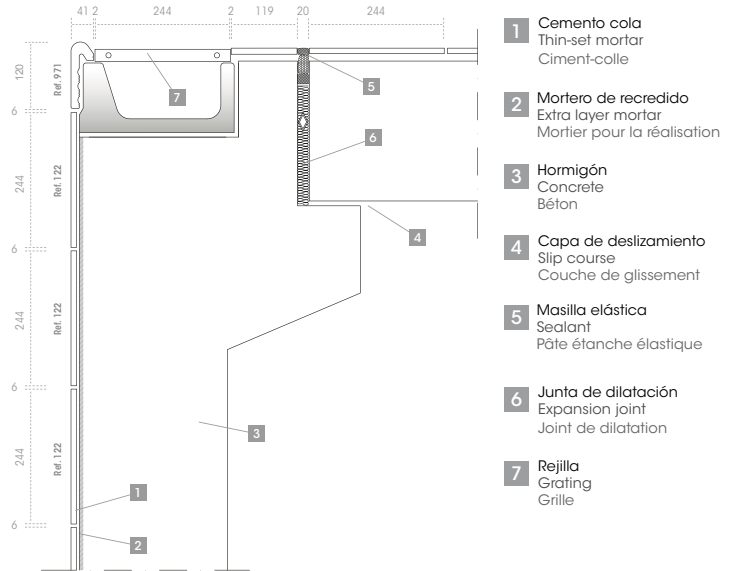 41 2 244 2 119 20 244
120
6
244
6
244
6
244
6
Ref. 971
Ref. 122
Ref. 122
Ref. 122
7
5
6
4
3
1
2
1 Cemento cola
Thin-set mortar
Ciment-colle
2 Mortero de recredido
Extra layer mortar
Mortier pour la réalisation
3 Hormigón
Concrete
Béton
4 Capa de deslizamiento
Slip course
Couche de glissement
5 Masilla elástica
Sealant
Pâte étanche élastique
6 Junta de dilatación
Expansion joint
Joint de dilatation
7 Rejilla
Grating
Grille